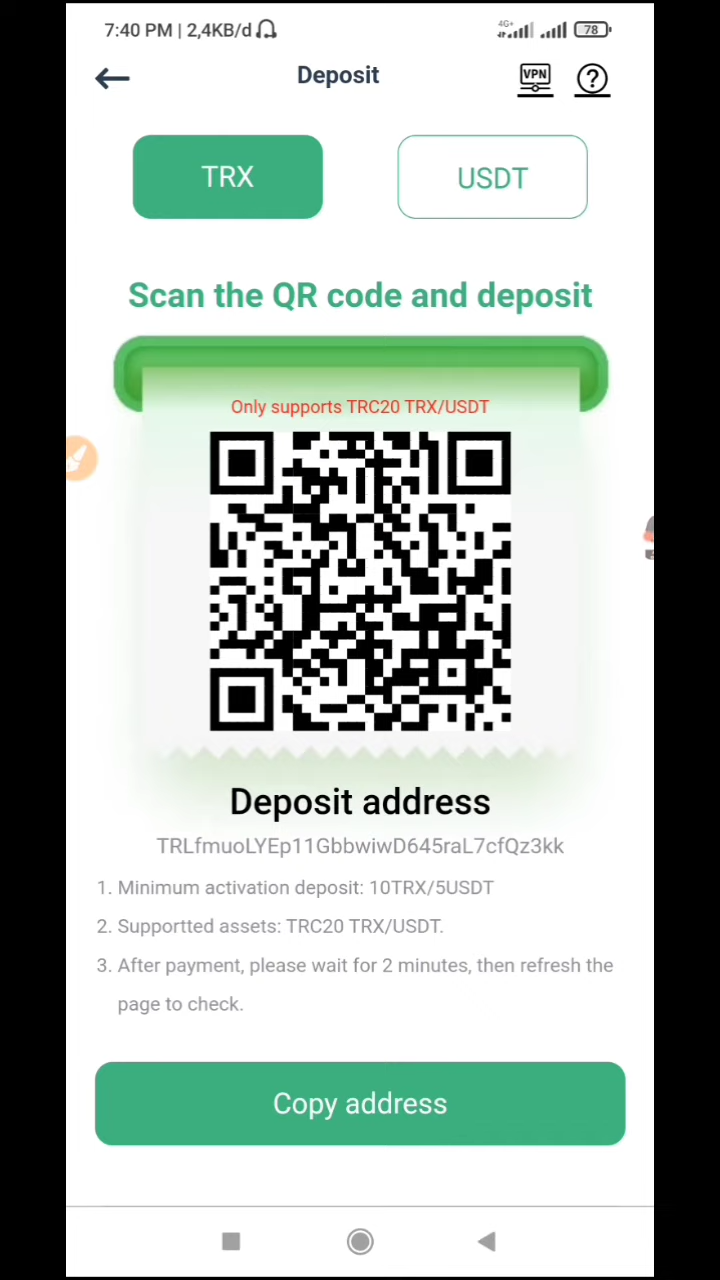 7:40 PM | 2,4KB/d
4G+
78
Deposit
VPN
?
TRX
USDT
Scan the QR code and deposit
Only supports TRC20 TRX/USDT
Deposit address
TRLfmuoLYEp11GbbwiwD645raL7cfQz3kk
1. Minimum activation deposit: 10TRX/5USDT
2. Supportted assets: TRC20 TRX/USDT.
3. After payment, please wait for 2 minutes, then refresh the
page to check.
Copy address